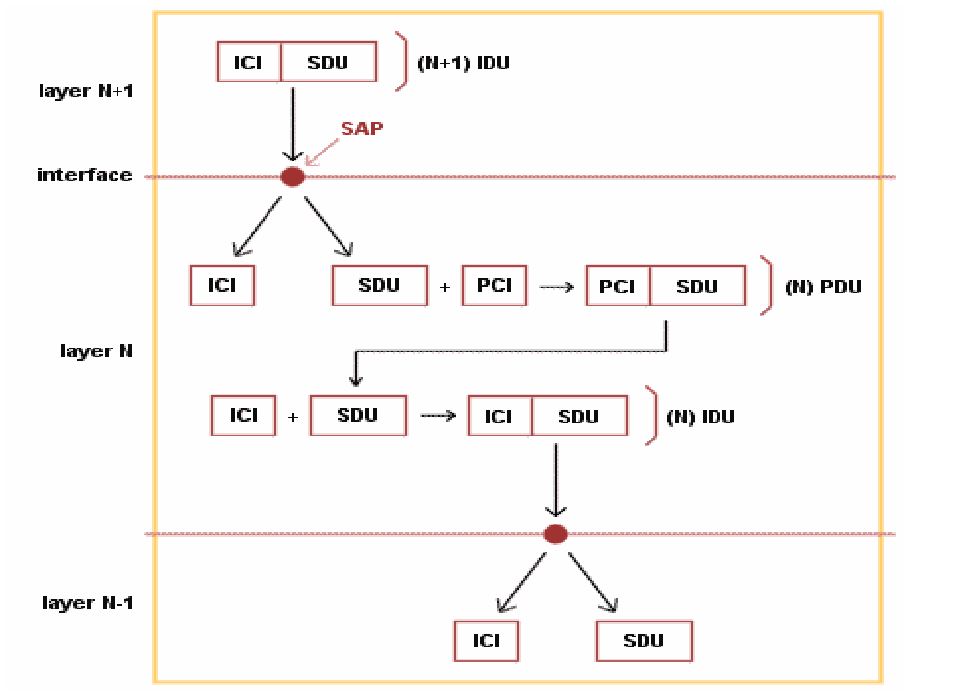 ICI SDU (N+1) IDU
layer N+1
SAP
interface
ICI SDU + PCI PCI SDU (N) PDU
layer N
ICI + SDU ICI SDU (N) IDU
layer N-1
ICI SDU